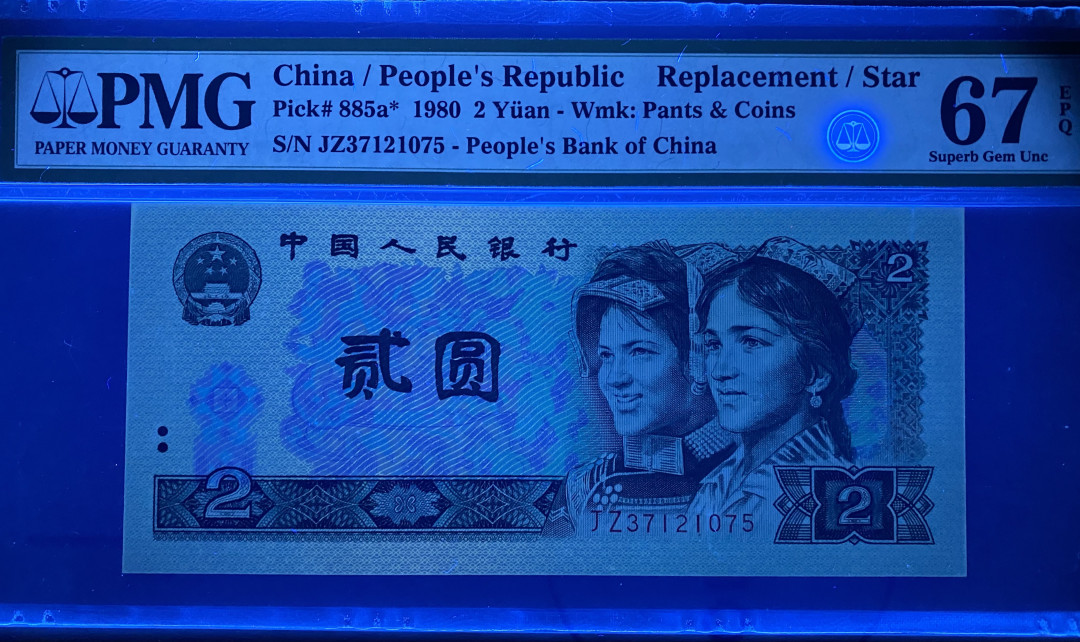 PMG
PAPER MONEY GUARANTY
China / People's Republic Replacement / Star
Pick# 885a* 1980 2 Yüan - Wmk: Pants & Coins
S/N JZ37121075 - People's Bank of China
67
EPQ
Superb Gem Unc
中国人民银行
2
贰圆
2
JZ37121075
2